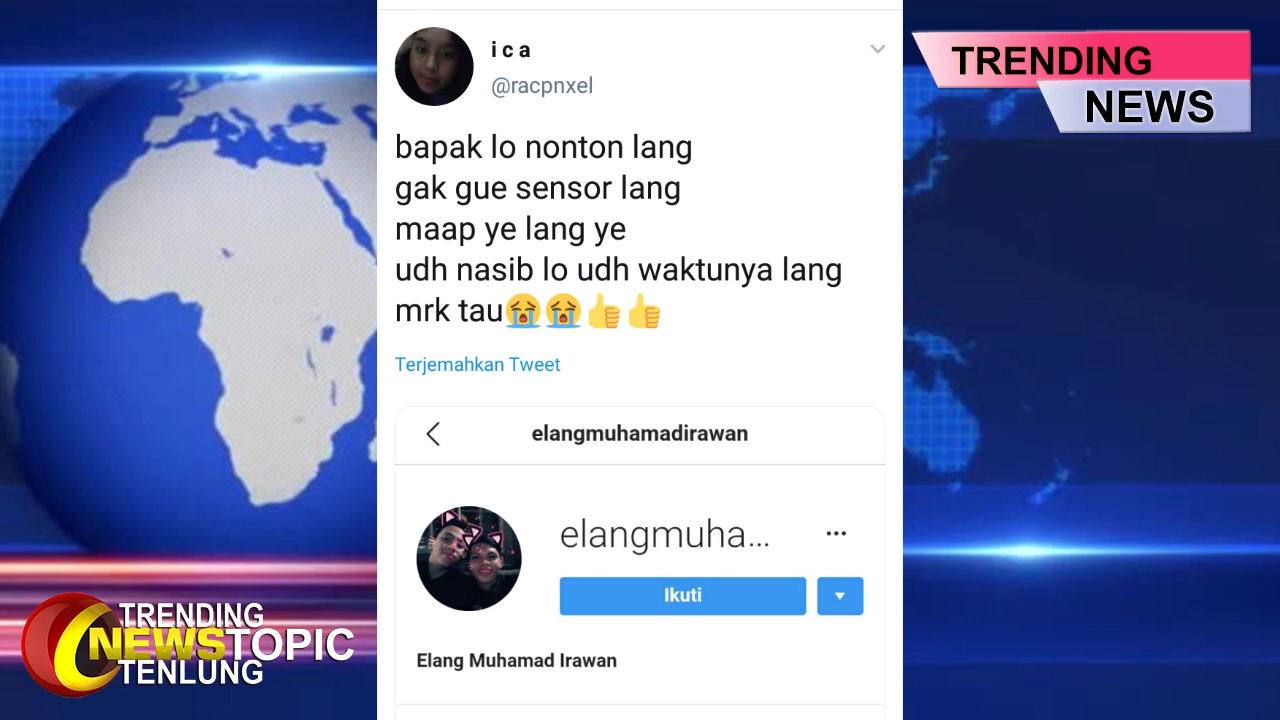 i c a
@racpnxel
TRENDING
NEWS
bapak lo nonton lang
gak gue sensor lang
maap ye lang ye
udh nasib lo udh waktunya lang
mrk tau😭😭👍👍
Terjemahkan Tweet
elangmuhamadirawan
elangmuha...
Ikuti
Elang Muhamad Irawan
TRENDING
NEWSTOPIC
TENLUNG